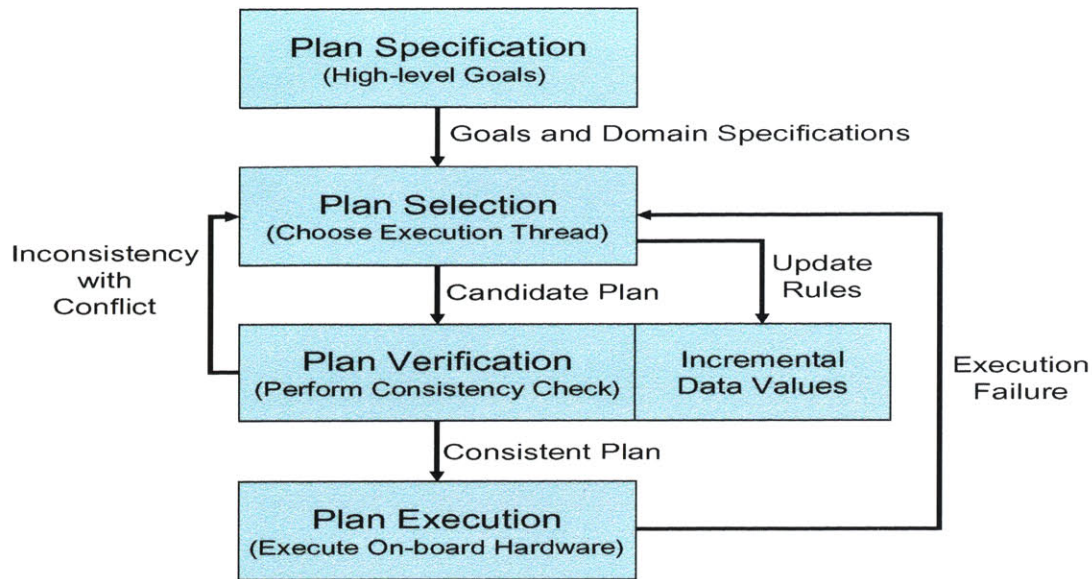 Plan Specification
(High-level Goals)
Goals and Domain Specifications
Plan Selection
(Choose Execution Thread)
Inconsistency
with
Conflict
Update
Rules
Candidate Plan
Plan Verification
(Perform Consistency Check)
Incremental
Data Values
Execution
Failure
Consistent Plan
Plan Execution
(Execute On-board Hardware)